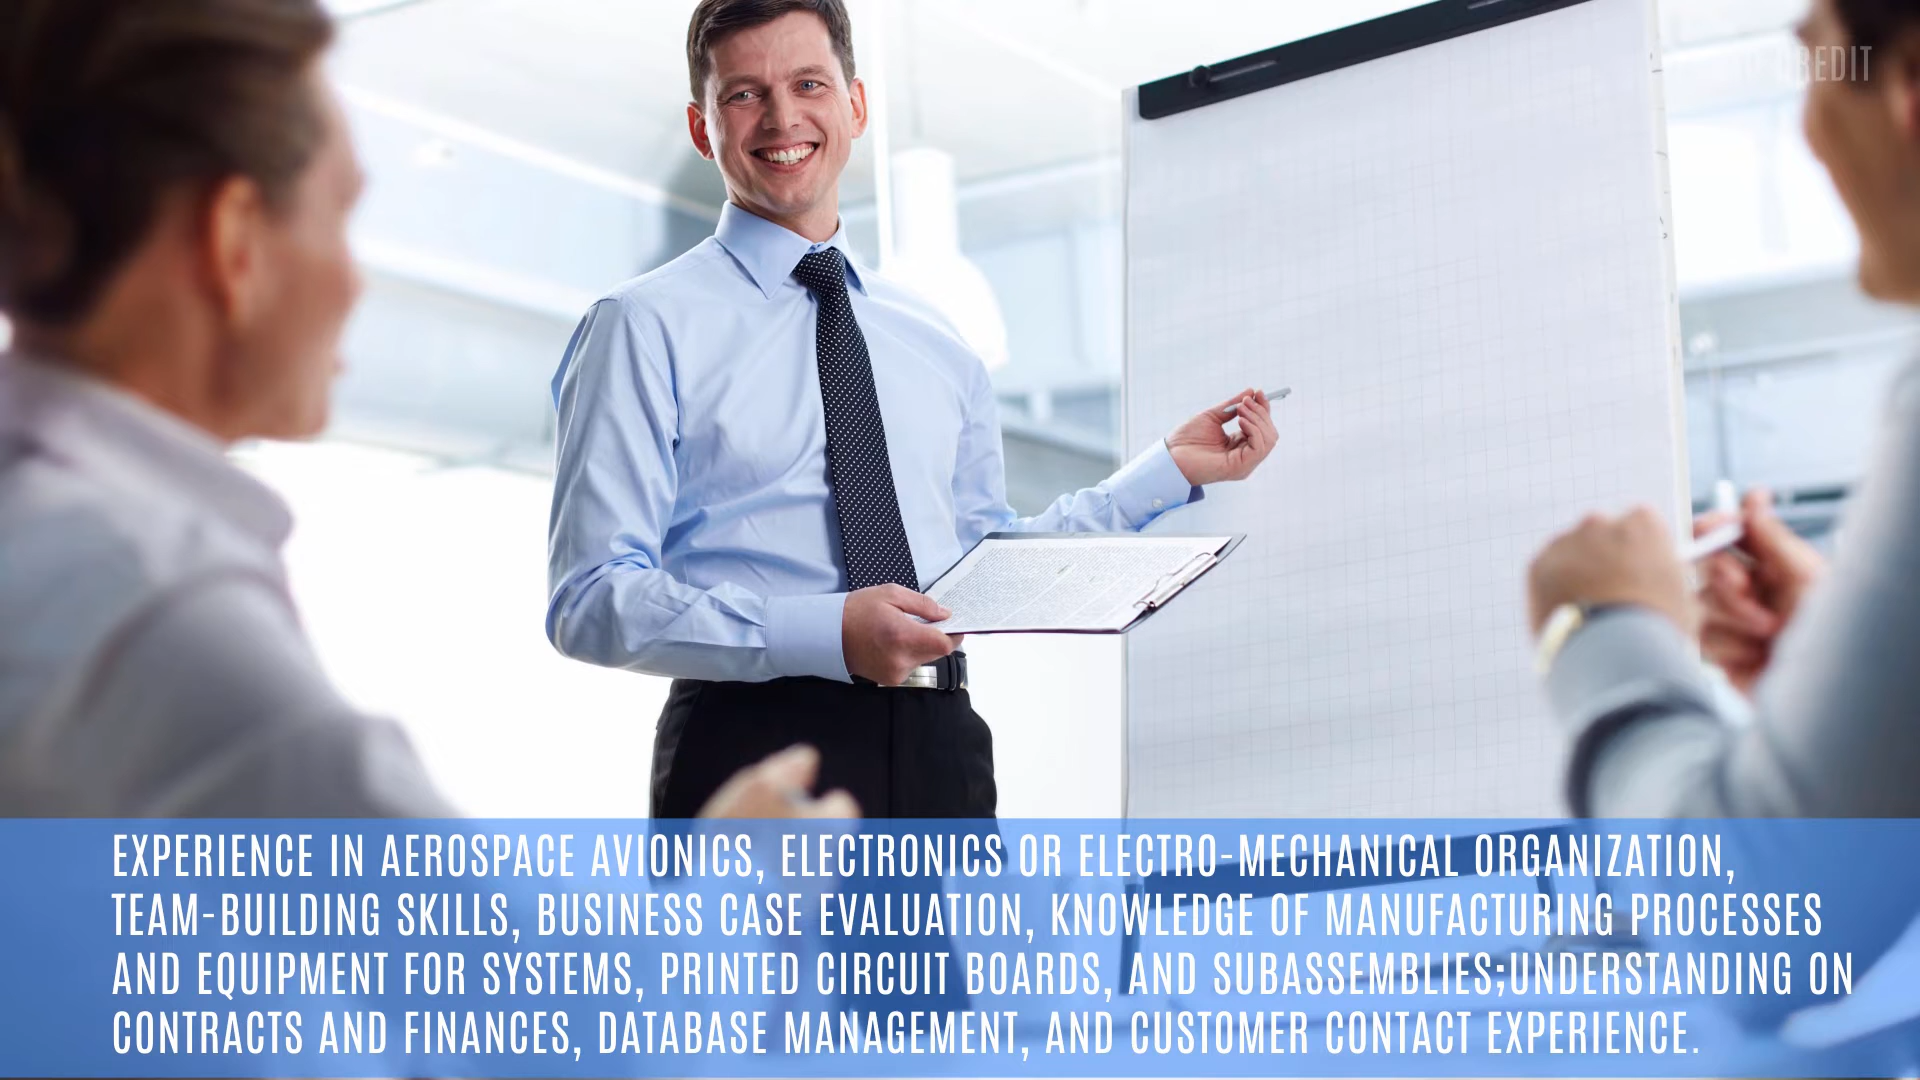 REDIT
EXPERIENCE IN AEROSPACE AVIONICS, ELECTRONICS OR ELECTRO-MECHANICAL ORGANIZATION,
TEAM-BUILDING SKILLS, BUSINESS CASE EVALUATION, KNOWLEDGE OF MANUFACTURING PROCESSES
AND EQUIPMENT FOR SYSTEMS, PRINTED CIRCUIT BOARDS, AND SUBASSEMBLIES;UNDERSTANDING ON
CONTRACTS AND FINANCES, DATABASE MANAGEMENT, AND CUSTOMER CONTACT EXPERIENCE.